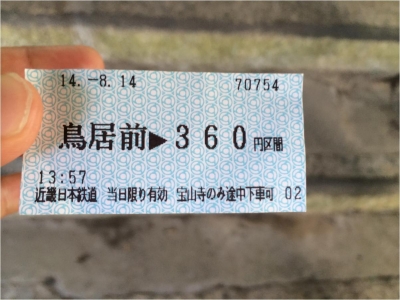 14.-8.14 70754
鳥居前▶360円区間
13:57
近畿日本鉄道 当日限り有効 宝山寺のみ途中下車可 02